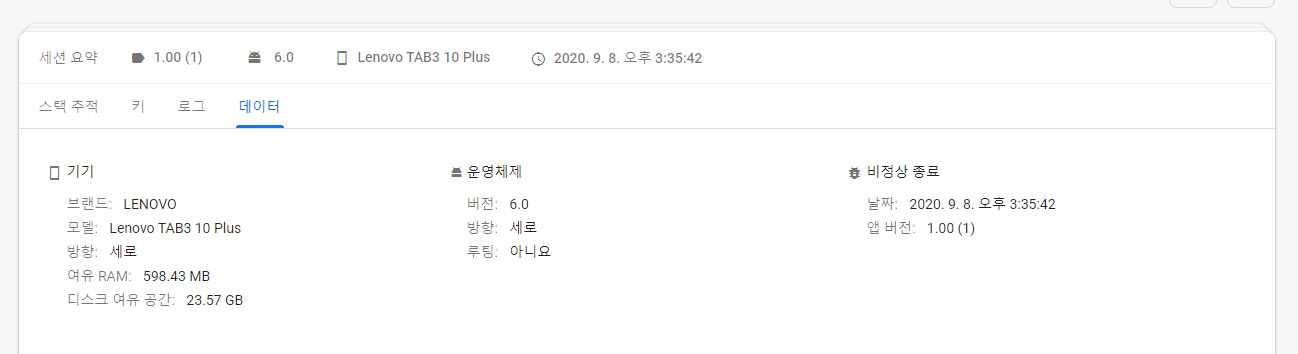 세션 요약 1.00 (1) 6.0 Lenovo TAB3 10 Plus 2020. 9. 8. 오후 3:35:42
스택 추적 키 로그 데이터
기기
브랜드: LENOVO
모델: Lenovo TAB3 10 Plus
방향: 세로
여유 RAM: 598.43 MB
디스크 여유 공간: 23.57 GB
운영체제
버전: 6.0
방향: 세로
루팅: 아니요
비정상 종료
날짜: 2020. 9. 8. 오후 3:35:42
앱 버전: 1.00 (1)